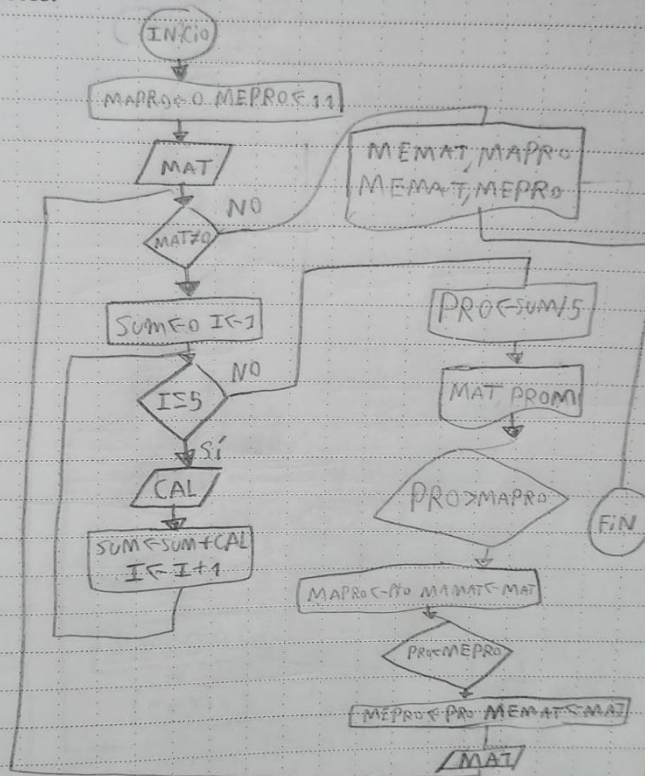 INICIO
MAPRO←0 MEPRO←11
MAT
MAT≠0
NO
MEMAT, MAPRO
MEMAT, MEPRO
SUM←0 I←1
I≤5
NO
SÍ
CAL
SUM←SUM+CAL
I←I+1
PRO←SUM/5
MAT, PROM
PRO>MAPRO
MAPRO←PRO MAMAT←MAT
PRO<MEPRO
MEPRO←PRO MEMAT←MAT
MAT
FiN